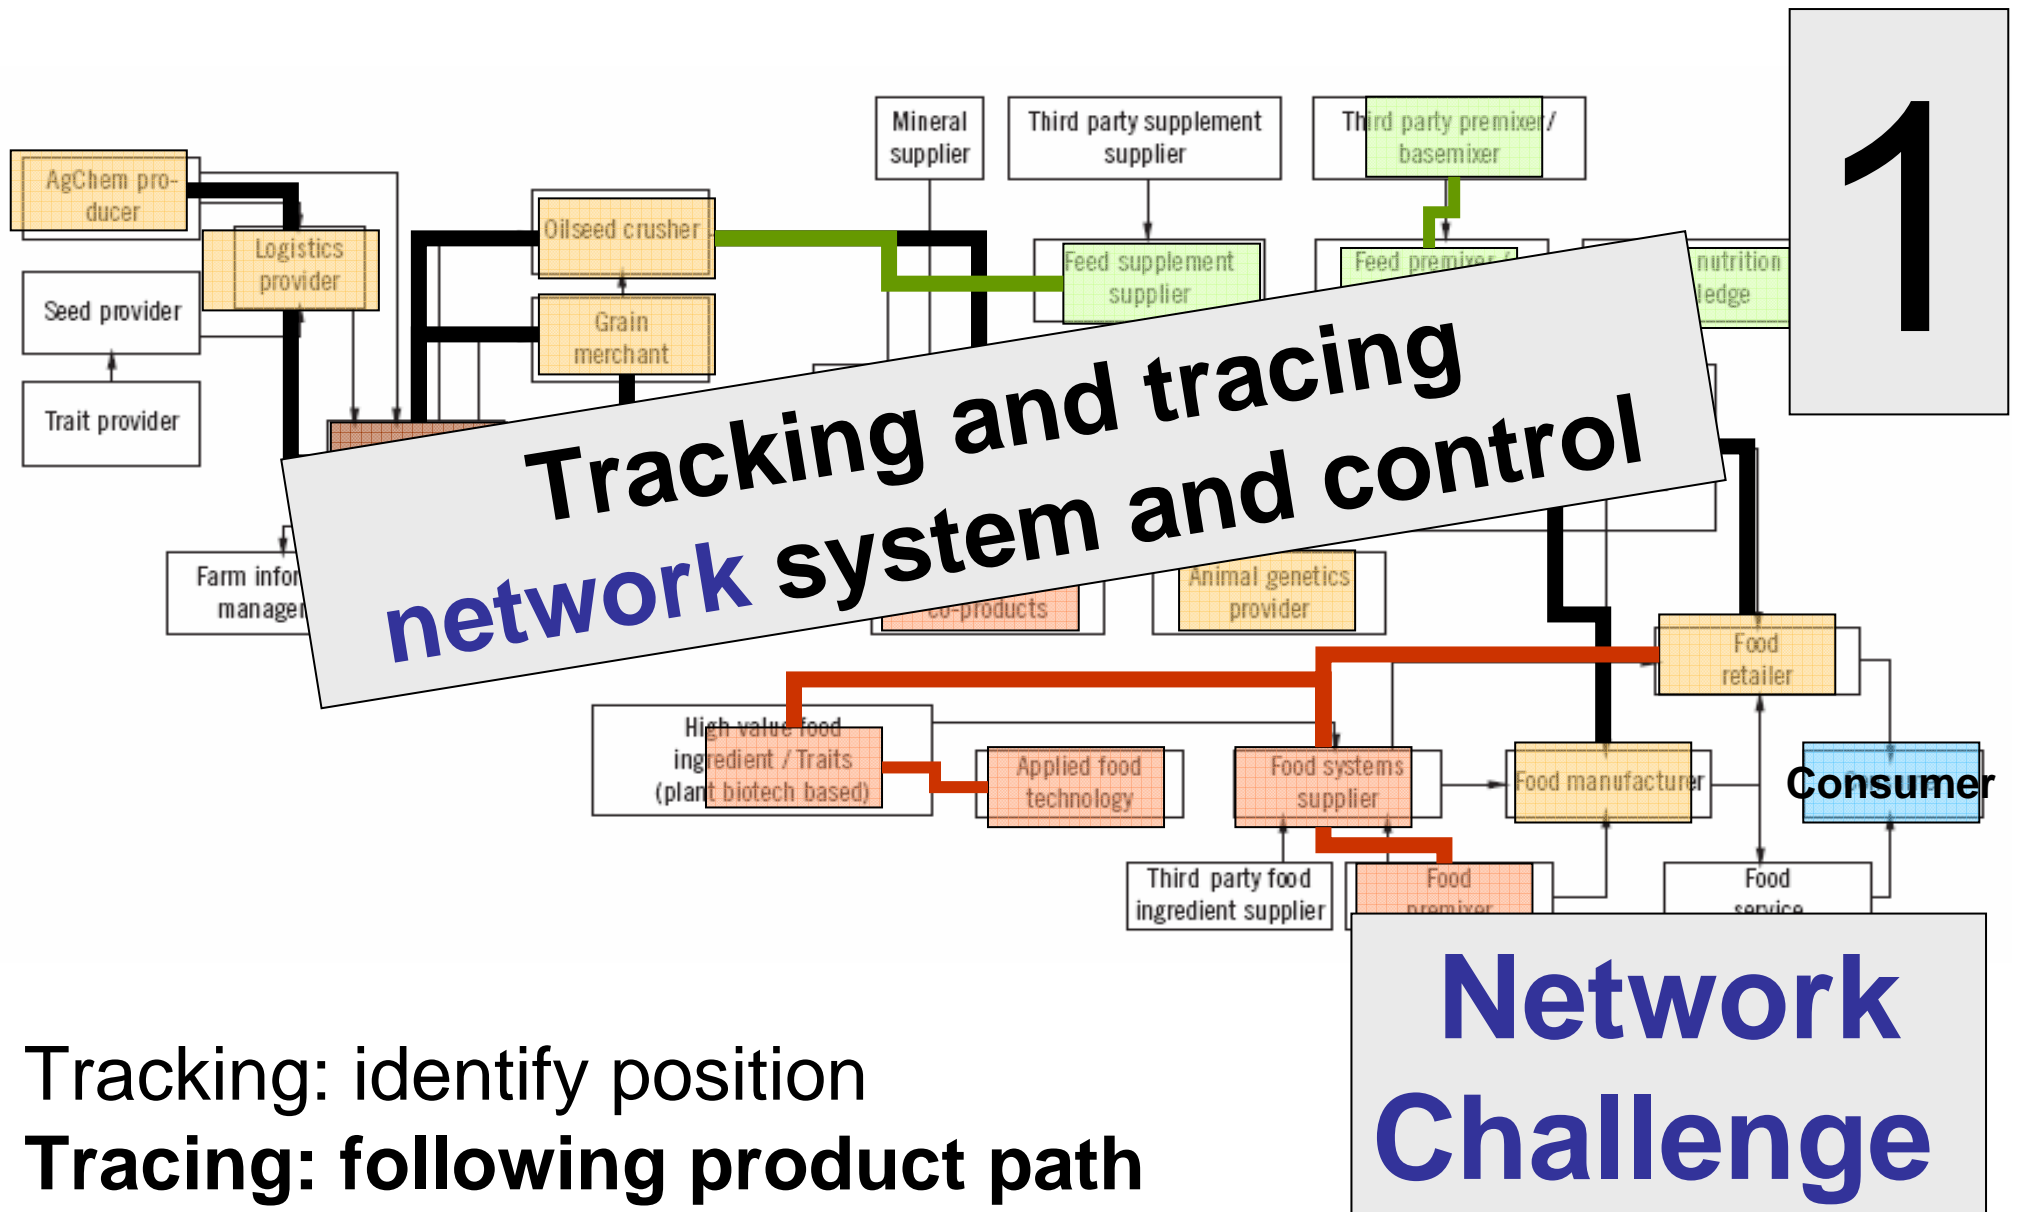 1
Mineral
supplier
Third party supplement
supplier
Third party premixer/
basemixer
AgChem pro-
ducer
Logistics
provider
Oilseed crusher
Feed supplement
supplier
Feed premixer /
nutrition
Seed provider
Grain
merchant
Trait provider
Tracking and tracing
network system and control
Farm
co-products
Animal genetics
provider
Food
retailer
High value food
ingredient / Traits
(plant biotech based)
Applied food
technology
Food systems
supplier
Food manufacturer
Consumer
Third party food
ingredient supplier
Food
premixer
Food
service
Network
Challenge
Tracking: identify position
Tracing: following product path